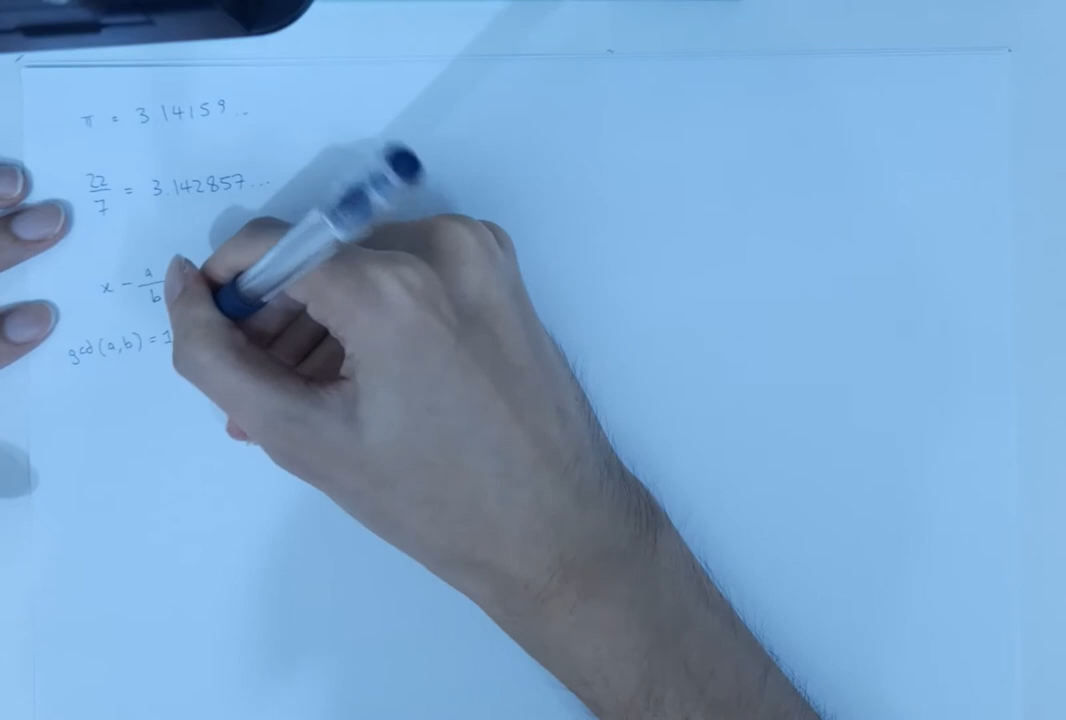 π = 3.14159..
22/7 = 3.142857...
x - a/b
gcd(a,b) = 1